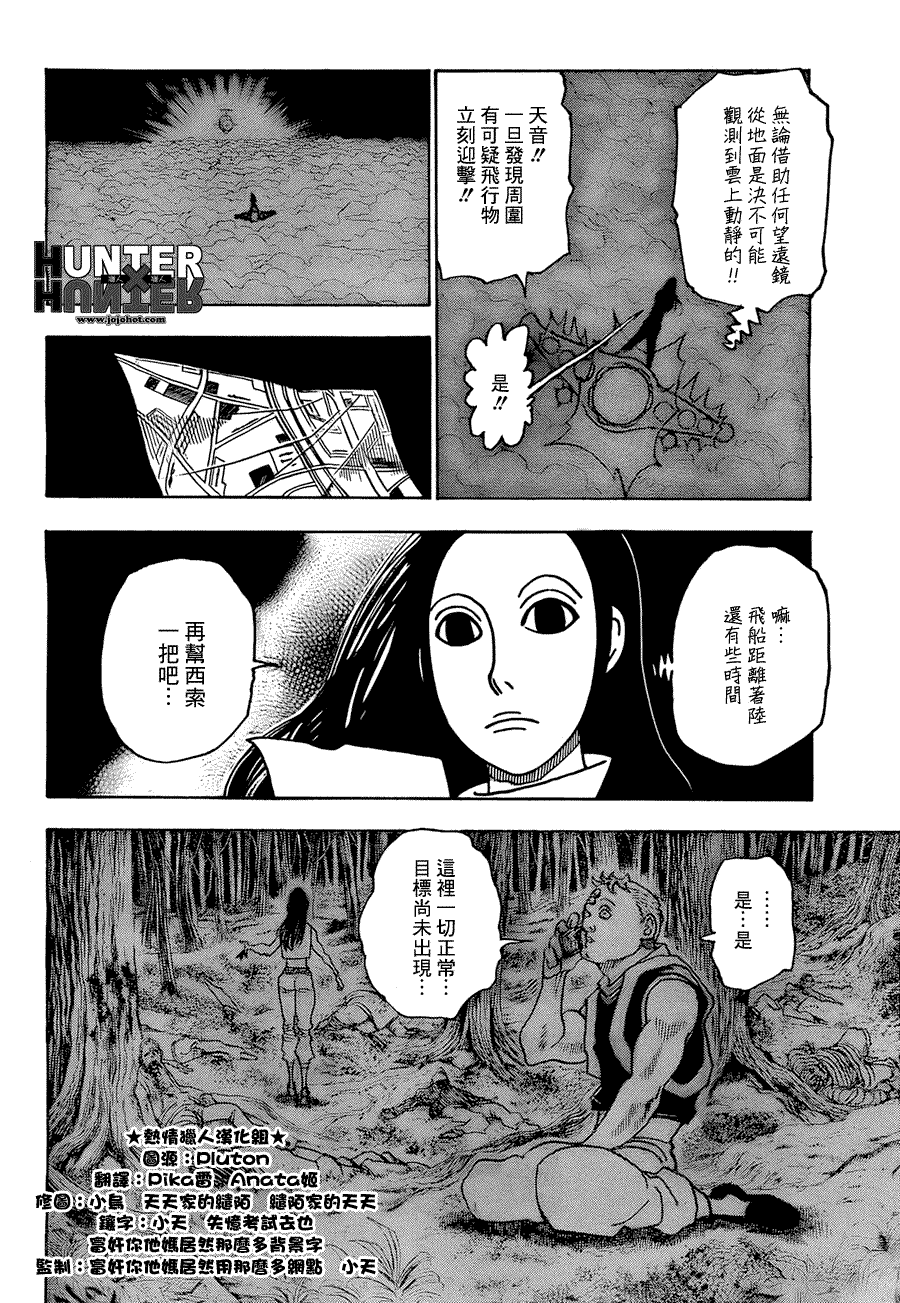 無論借助任何望遠鏡
從地面是決不可能
觀測到雲上動靜的!!
天音!!
一旦發現周圍
有可疑飛行物
立刻迎擊!!
是!!
HUNTER
×
HUNTER
www.jojohot.com
嘛…
飛船距離著陸
還有些時間
再幫西索
一把吧…
……
是…是
這裡一切正常…
目標尚未出現…
★熱情獵人漢化組★
圖源：Pluton
翻譯：Pika雷、Anata姬
修圖：小鳥 天天家的縫陌 縫陌家的天天
鑲字：小天 失憶考試去也
富奸你他媽居然那麼多背景字
監制：富奸你他媽居然用那麼多網點 小天